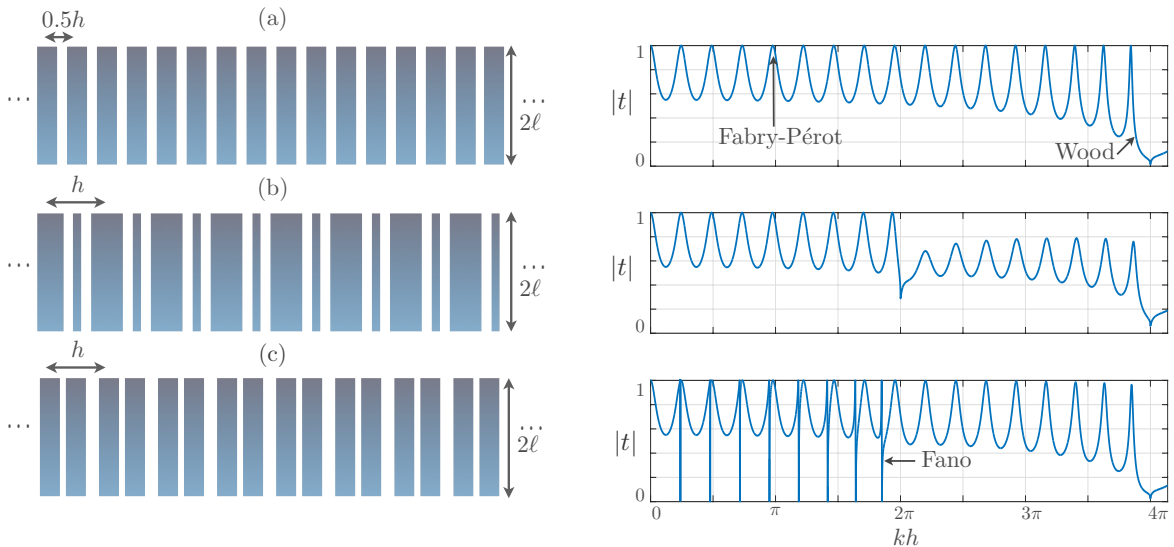 (a)
0.5h
... ...
2ℓ
(b)
h
... ...
2ℓ
(c)
h
... ...
2ℓ
1
|t|
Fabry-Pérot
Wood
0
1
|t|
0
1
|t|
Fano
0
0 π 2π 3π 4π
kh